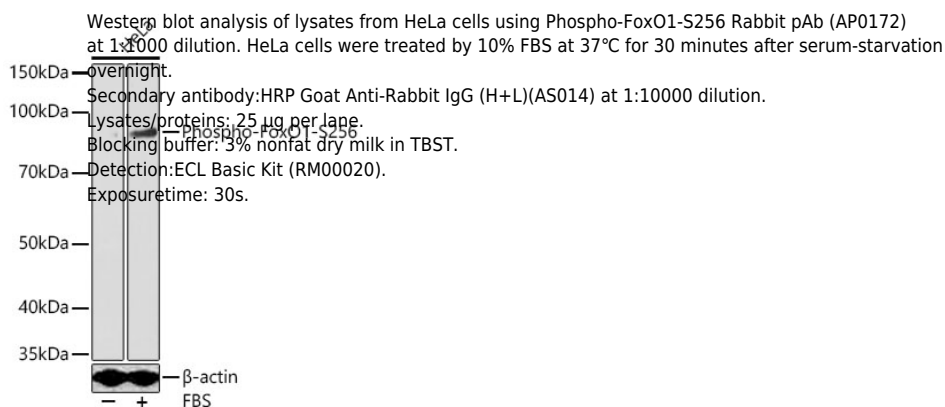 Western blot analysis of lysates from HeLa cells using Phospho-FoxO1-S256 Rabbit pAb (AP0172)
at 1:1000 dilution. HeLa cells were treated by 10% FBS at 37℃ for 30 minutes after serum-starvation
overnight.
Secondary antibody:HRP Goat Anti-Rabbit IgG (H+L)(AS014) at 1:10000 dilution.
Lysates/proteins: 25 μg per lane.
Blocking buffer: 3% nonfat dry milk in TBST.
Detection:ECL Basic Kit (RM00020).
Exposuretime: 30s.
HeLa
150kDa
100kDa
Phospho-FoxO1-S256
70kDa
50kDa
40kDa
35kDa
β-actin
− + FBS